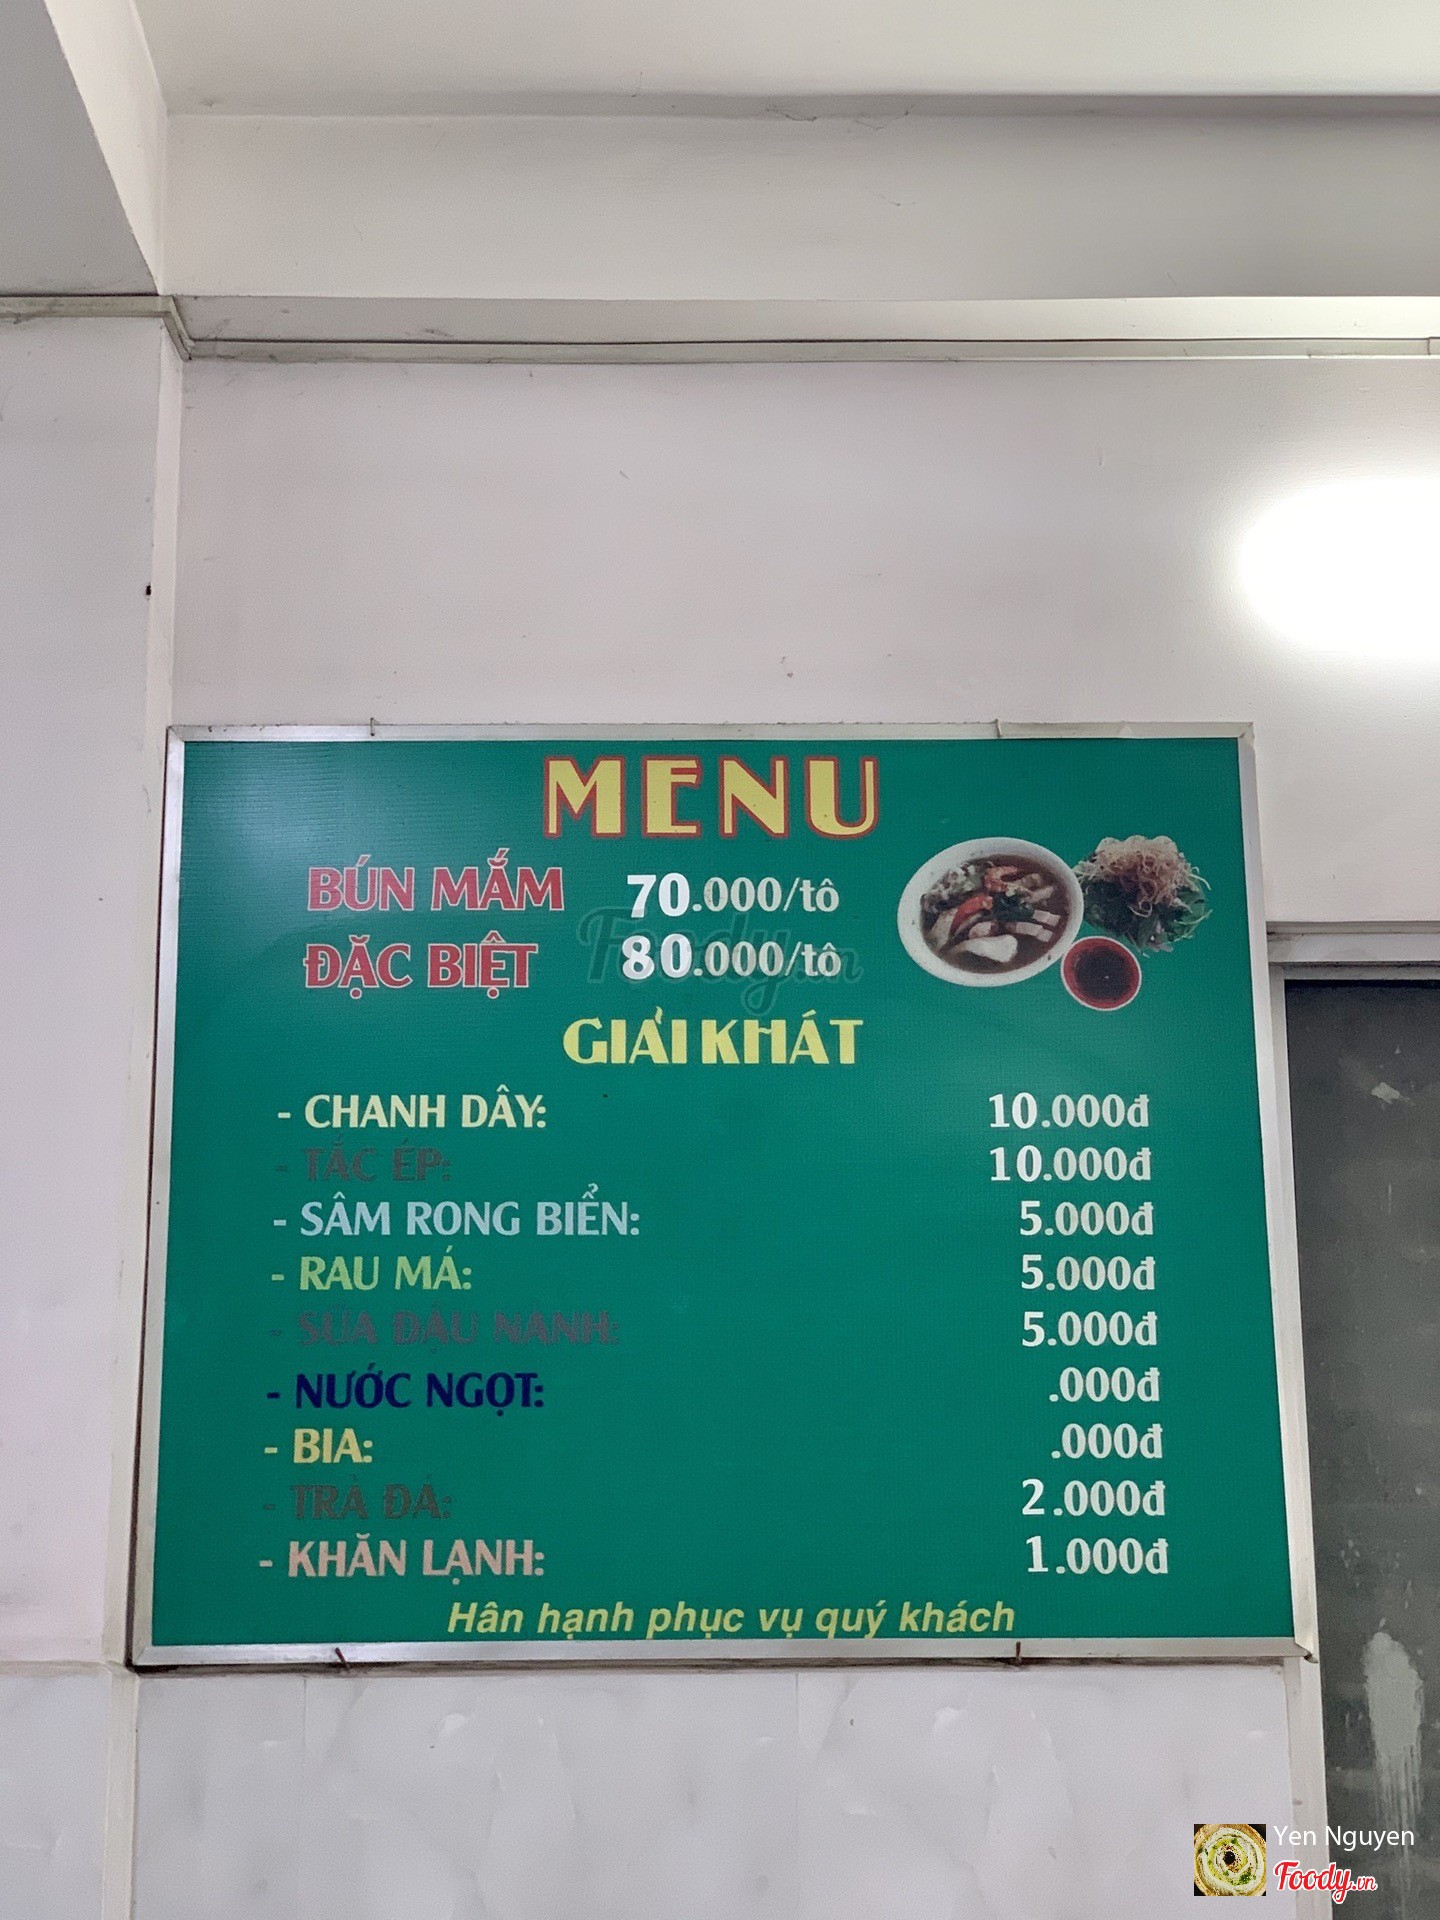 MENU
BÚN MẮM 70.000/tô
ĐẶC BIỆT 80.000/tô
GIẢI KHÁT
- CHANH DÂY: 10.000đ
- TẮC ÉP: 10.000đ
- SÂM RONG BIỂN: 5.000đ
- RAU MÁ: 5.000đ
- SỮA ĐẬU NÀNH: 5.000đ
- NƯỚC NGỌT: .000đ
- BIA: .000đ
- TRÀ ĐÁ: 2.000đ
- KHĂN LẠNH: 1.000đ
Hân hạnh phục vụ quý khách
Foody.vn
Yen Nguyen
Foody.vn